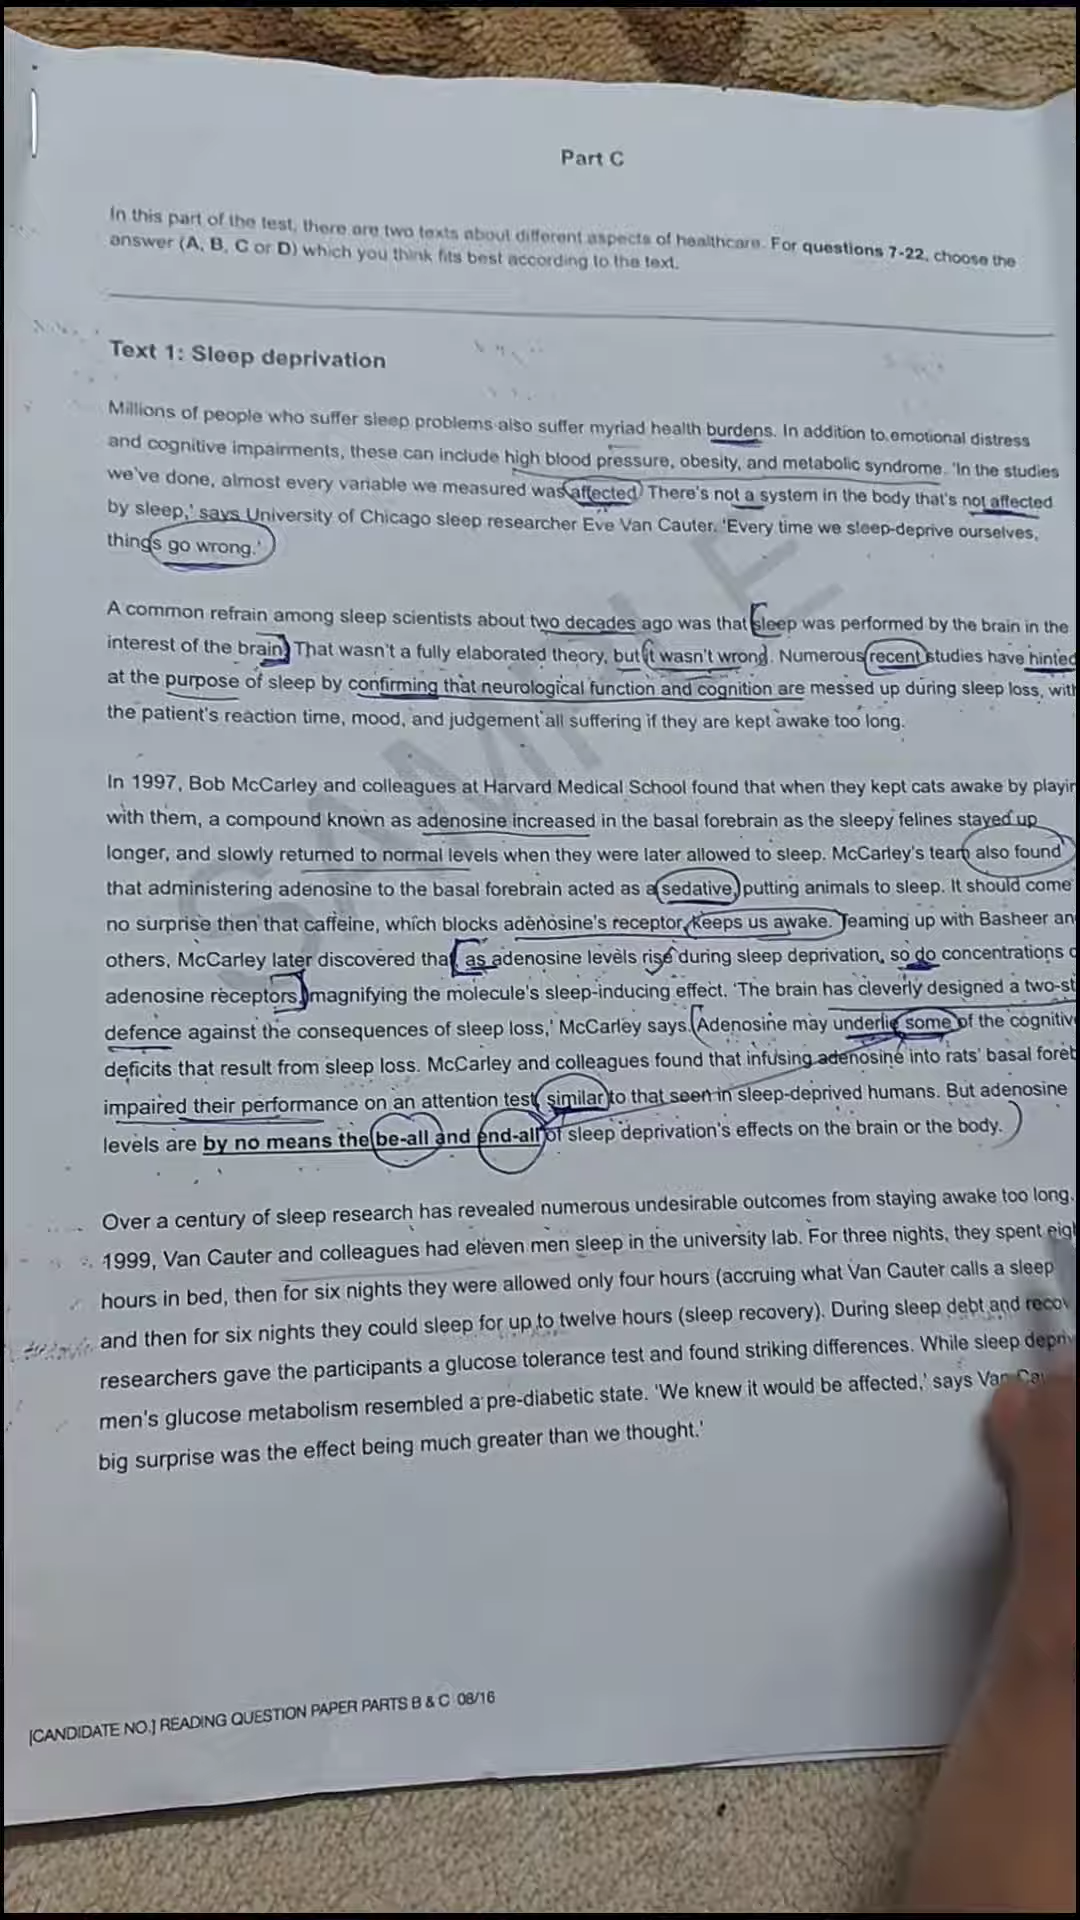 Part C
In this part of the test, there are two texts about different aspects of healthcare. For questions 7-22, choose the
answer (A, B, C or D) which you think fits best according to the text.
Text 1: Sleep deprivation
Millions of people who suffer sleep problems also suffer myriad health burdens. In addition to emotional distress
and cognitive impairments, these can include high blood pressure, obesity, and metabolic syndrome. 'In the studies
we've done, almost every variable we measured was affected. There's not a system in the body that's not affected
by sleep,' says University of Chicago sleep researcher Eve Van Cauter. 'Every time we sleep-deprive ourselves,
things go wrong.'
A common refrain among sleep scientists about two decades ago was that sleep was performed by the brain in the
interest of the brain. That wasn't a fully elaborated theory, but it wasn't wrong. Numerous recent studies have hinted
at the purpose of sleep by confirming that neurological function and cognition are messed up during sleep loss, with
the patient's reaction time, mood, and judgement all suffering if they are kept awake too long.
In 1997, Bob McCarley and colleagues at Harvard Medical School found that when they kept cats awake by playin
with them, a compound known as adenosine increased in the basal forebrain as the sleepy felines stayed up
longer, and slowly returned to normal levels when they were later allowed to sleep. McCarley's team also found
that administering adenosine to the basal forebrain acted as a sedative, putting animals to sleep. It should come
no surprise then that caffeine, which blocks adenosine's receptor, keeps us awake. Teaming up with Basheer an
others, McCarley later discovered that, as adenosine levels rise during sleep deprivation, so do concentrations o
adenosine receptors, magnifying the molecule's sleep-inducing effect. 'The brain has cleverly designed a two-st
defence against the consequences of sleep loss,' McCarley says. Adenosine may underlie some of the cognitive
deficits that result from sleep loss. McCarley and colleagues found that infusing adenosine into rats' basal foreb
impaired their performance on an attention test, similar to that seen in sleep-deprived humans. But adenosine
levels are by no means the be-all and end-all of sleep deprivation's effects on the brain or the body.
Over a century of sleep research has revealed numerous undesirable outcomes from staying awake too long.
1999, Van Cauter and colleagues had eleven men sleep in the university lab. For three nights, they spent eig
hours in bed, then for six nights they were allowed only four hours (accruing what Van Cauter calls a sleep
and then for six nights they could sleep for up to twelve hours (sleep recovery). During sleep debt and recov
researchers gave the participants a glucose tolerance test and found striking differences. While sleep depriv
men's glucose metabolism resembled a pre-diabetic state. 'We knew it would be affected,' says Van Cau
big surprise was the effect being much greater than we thought.'
[CANDIDATE NO.] READING QUESTION PAPER PARTS B & C 08/16
SAMPLE